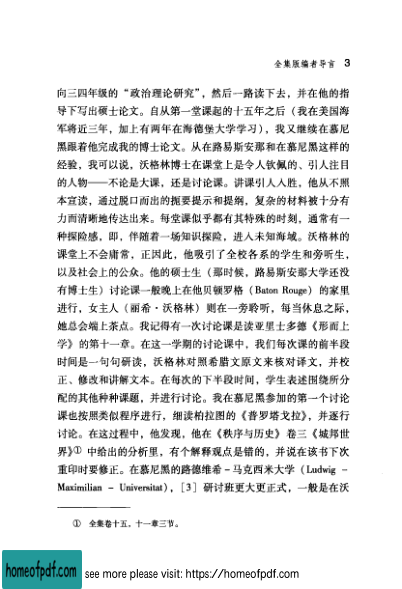 全集版编者导言 3
向三四年级的“政治理论研究”，然后一路读下去，并在他的指
导下写出硕士论文。自从第一堂课起的十五年之后（我在美国海
军将近三年，加上有两年在海德堡大学学习），我又继续在慕尼
黑跟着他完成我的博士论文。从在路易斯安那和在慕尼黑这样的
经验，我可以说，沃格林博士在课堂上是令人钦佩的、引人注目
的人物——不论是大课，还是讨论课。讲课引人入胜，他从不照
本宣读，通过脱口而出的扼要提示和提纲，复杂的材料被十分有
力而清晰地传达出来。每堂课似乎都有其特殊的时刻，通常有一
种探险感，即，伴随着一场知识探险，进入未知海域。沃格林的
课堂上不会庸常，正因此，他吸引了全校各系的学生和旁听生，
以及社会上的公众。他的硕士生（那时候，路易斯安那大学还没
有博士生）讨论课一般晚上在他贝顿罗格（Baton Rouge）的家里
进行，女主人（丽希·沃格林）则在一旁聆听，每当休息之际，
她总会端上茶点。我记得有一次讨论课是读亚里士多德《形而上
学》的第十一章。在这一学期的讨论课中，我们每次课的前半段
时间是一句句研读，沃格林对照希腊文原文来核对译文，并校
正、修改和讲解文本。在每次的下半段时间，学生表述围绕所分
配的其他种种课题，并进行讨论。我在慕尼黑参加的第一个讨论
课也按照类似程序进行，细读柏拉图的《普罗塔戈拉》，并逐行
讨论。在这过程中，他发现，他在《秩序与历史》卷三《城邦世
界》① 中给出的分析里，有个解释观点是错的，并说在该书下次
重印时要修正。在慕尼黑的路德维希－马克西米大学（Ludwig －
Maximilian － Universitat），［3］研讨班更大更正式，一般是在沃
① 全集卷十五，十一章三节。
homeofpdf.com see more please visit: https://homeofpdf.com